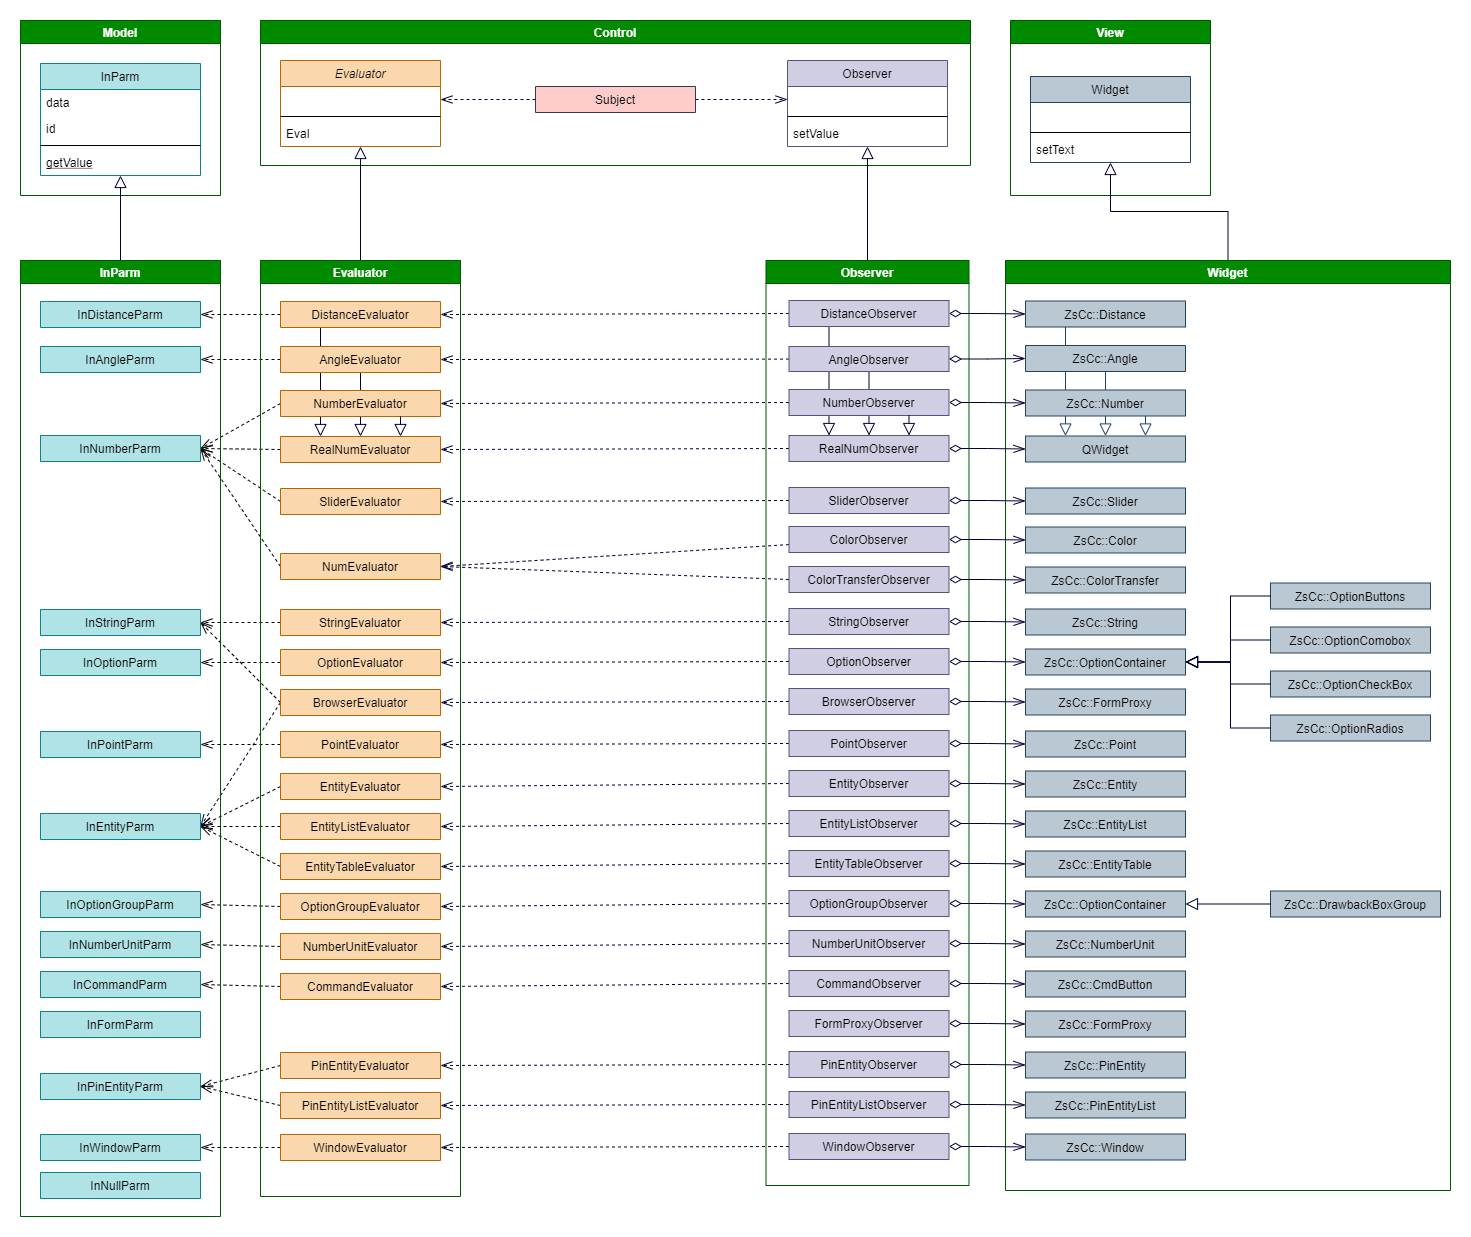 Model
InParm
data
id
getValue
Control
Evaluator
Eval
Subject
Observer
setValue
View
Widget
setText
InParm
InDistanceParm
InAngleParm
InNumberParm
InStringParm
InOptionParm
InPointParm
InEntityParm
InOptionGroupParm
InNumberUnitParm
InCommandParm
InFormParm
InPinEntityParm
InWindowParm
InNullParm
Evaluator
DistanceEvaluator
AngleEvaluator
NumberEvaluator
RealNumEvaluator
SliderEvaluator
NumEvaluator
StringEvaluator
OptionEvaluator
BrowserEvaluator
PointEvaluator
EntityEvaluator
EntityListEvaluator
EntityTableEvaluator
OptionGroupEvaluator
NumberUnitEvaluator
CommandEvaluator
PinEntityEvaluator
PinEntityListEvaluator
WindowEvaluator
Observer
DistanceObserver
AngleObserver
NumberObserver
RealNumObserver
SliderObserver
ColorObserver
ColorTransferObserver
StringObserver
OptionObserver
BrowserObserver
PointObserver
EntityObserver
EntityListObserver
EntityTableObserver
OptionGroupObserver
NumberUnitObserver
CommandObserver
FormProxyObserver
PinEntityObserver
PinEntityListObserver
WindowObserver
Widget
ZsCc::Distance
ZsCc::Angle
ZsCc::Number
QWidget
ZsCc::Slider
ZsCc::Color
ZsCc::ColorTransfer
ZsCc::String
ZsCc::OptionContainer
ZsCc::FormProxy
ZsCc::Point
ZsCc::Entity
ZsCc::EntityList
ZsCc::EntityTable
ZsCc::OptionContainer
ZsCc::NumberUnit
ZsCc::CmdButton
ZsCc::FormProxy
ZsCc::PinEntity
ZsCc::PinEntityList
ZsCc::Window
ZsCc::OptionButtons
ZsCc::OptionComobox
ZsCc::OptionCheckBox
ZsCc::OptionRadios
ZsCc::DrawbackBoxGroup